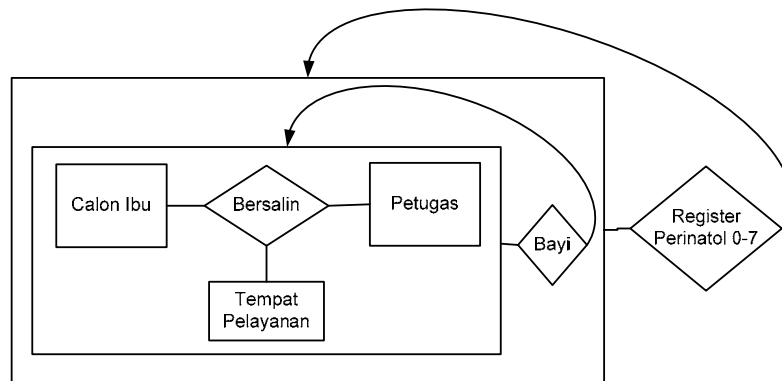 Calon Ibu
Bersalin
Petugas
Tempat
Pelayanan
Bayi
Register
Perinatol 0-7